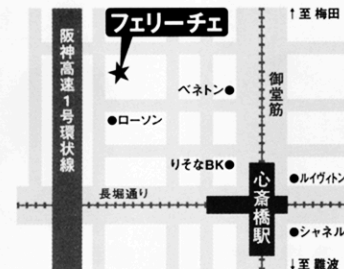 フェリーチェ
↑至 梅田
阪神高速1号環状線
御堂筋
ベネトン●
●ローソン
りそなBK●
心斎橋駅
●ルイヴィトン
長堀通り
●シャネル
↓至 難波